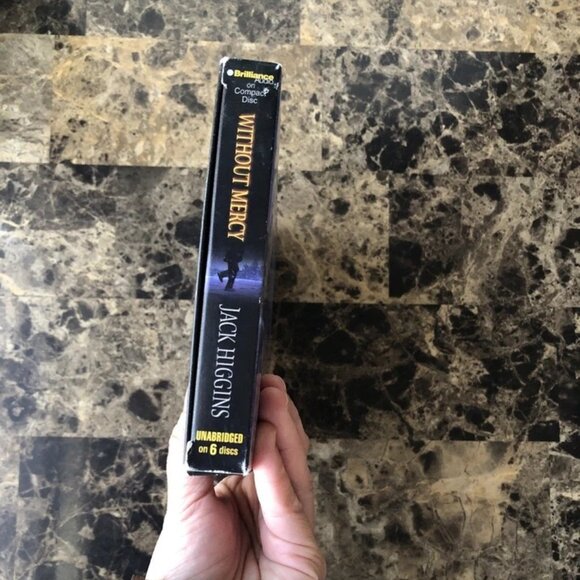 Brilliance
Audio
on
Compact
Disc
WITHOUT MERCY
JACK HIGGINS
UNABRIDGED
on 6 discs